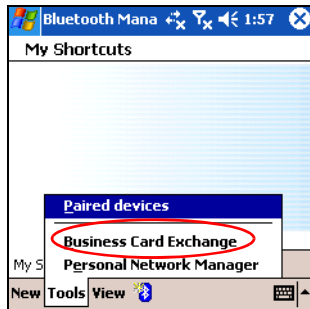 Bluetooth Mana 1:57
My Shortcuts
Paired devices
Business Card Exchange
My S Personal Network Manager
New Tools View